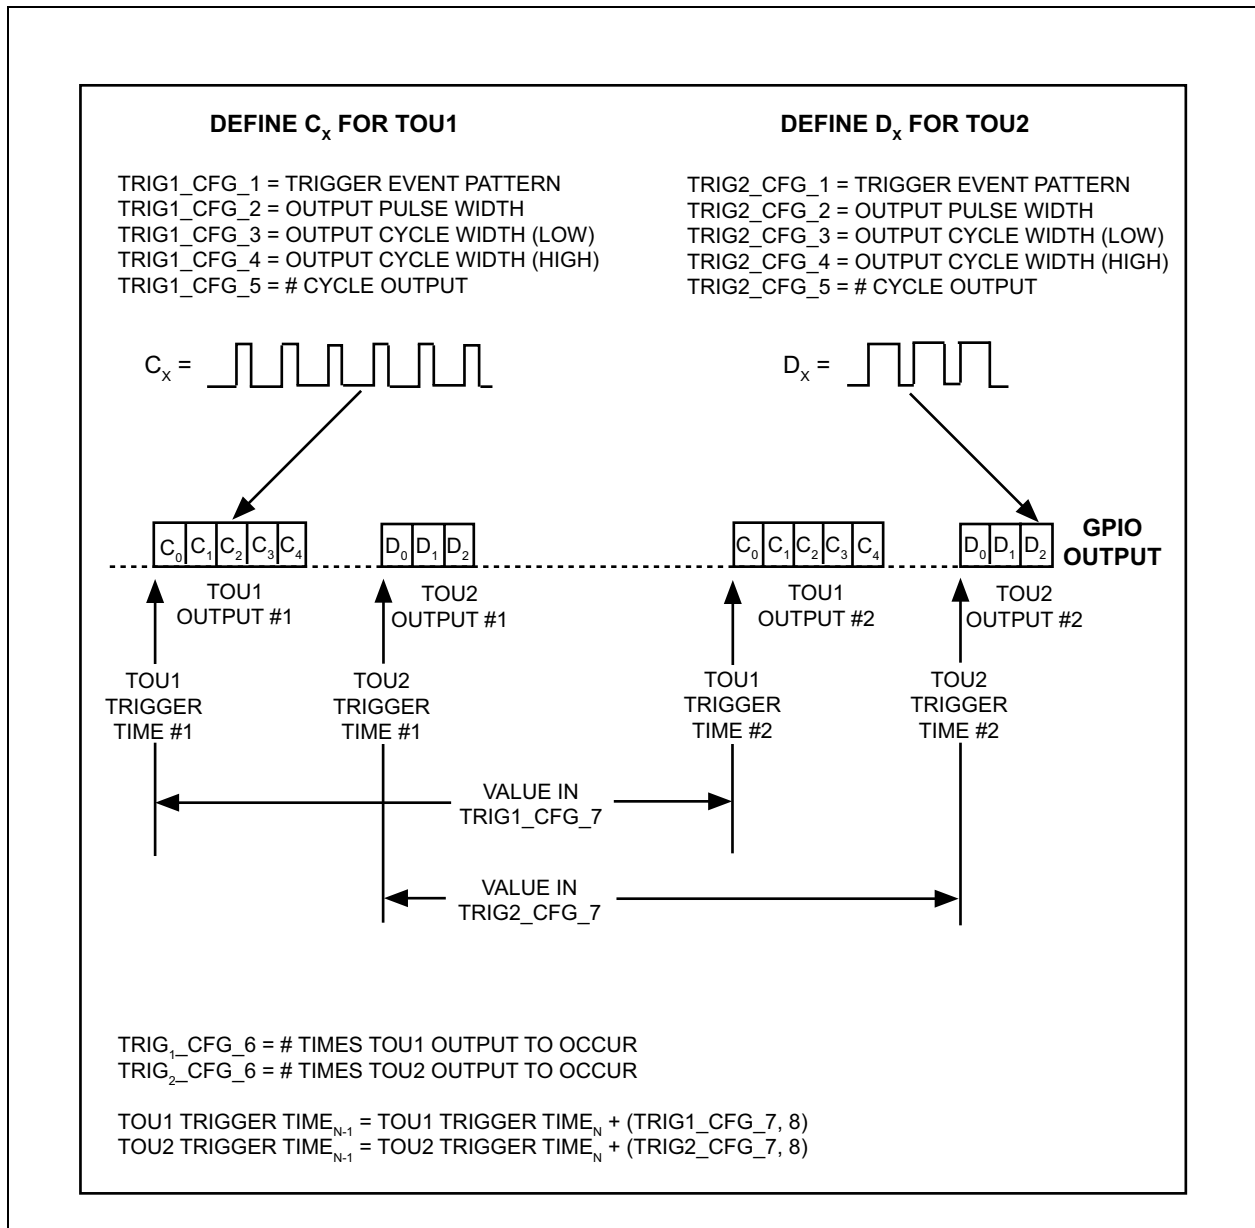 DEFINE Cx FOR TOU1
TRIG1_CFG_1 = TRIGGER EVENT PATTERN
TRIG1_CFG_2 = OUTPUT PULSE WIDTH
TRIG1_CFG_3 = OUTPUT CYCLE WIDTH (LOW)
TRIG1_CFG_4 = OUTPUT CYCLE WIDTH (HIGH)
TRIG1_CFG_5 = # CYCLE OUTPUT
CX =
DEFINE Dx FOR TOU2
TRIG2_CFG_1 = TRIGGER EVENT PATTERN
TRIG2_CFG_2 = OUTPUT PULSE WIDTH
TRIG2_CFG_3 = OUTPUT CYCLE WIDTH (LOW)
TRIG2_CFG_4 = OUTPUT CYCLE WIDTH (HIGH)
TRIG2_CFG_5 = # CYCLE OUTPUT
DX =
C0 C1 C2 C3 C4
D0 D1 D2
C0 C1 C2 C3 C4
D0 D1 D2
GPIO
OUTPUT
TOU1
OUTPUT #1
TOU2
OUTPUT #1
TOU1
OUTPUT #2
TOU2
OUTPUT #2
TOU1
TRIGGER
TIME #1
TOU2
TRIGGER
TIME #1
TOU1
TRIGGER
TIME #2
TOU2
TRIGGER
TIME #2
VALUE IN
TRIG1_CFG_7
VALUE IN
TRIG2_CFG_7
TRIG1_CFG_6 = # TIMES TOU1 OUTPUT TO OCCUR
TRIG2_CFG_6 = # TIMES TOU2 OUTPUT TO OCCUR
TOU1 TRIGGER TIMEN-1 = TOU1 TRIGGER TIMEN + (TRIG1_CFG_7, 8)
TOU2 TRIGGER TIMEN-1 = TOU2 TRIGGER TIMEN + (TRIG2_CFG_7, 8)